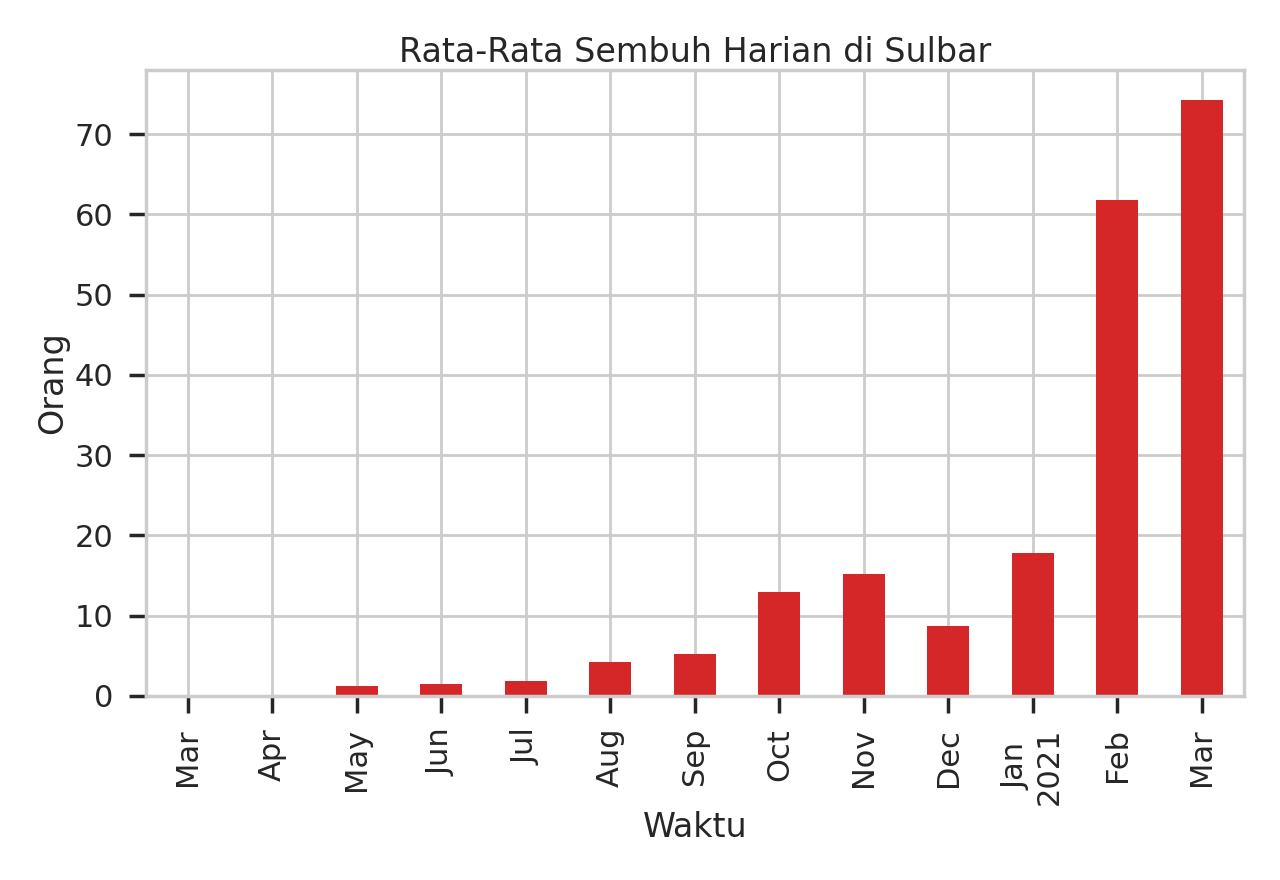 Rata-Rata Sembuh Harian di Sulbar
70
60
50
40
30
20
10
0
Orang
Mar
Apr
May
Jun
Jul
Aug
Sep
Oct
Nov
Dec
Jan
2021
Feb
Mar
Waktu